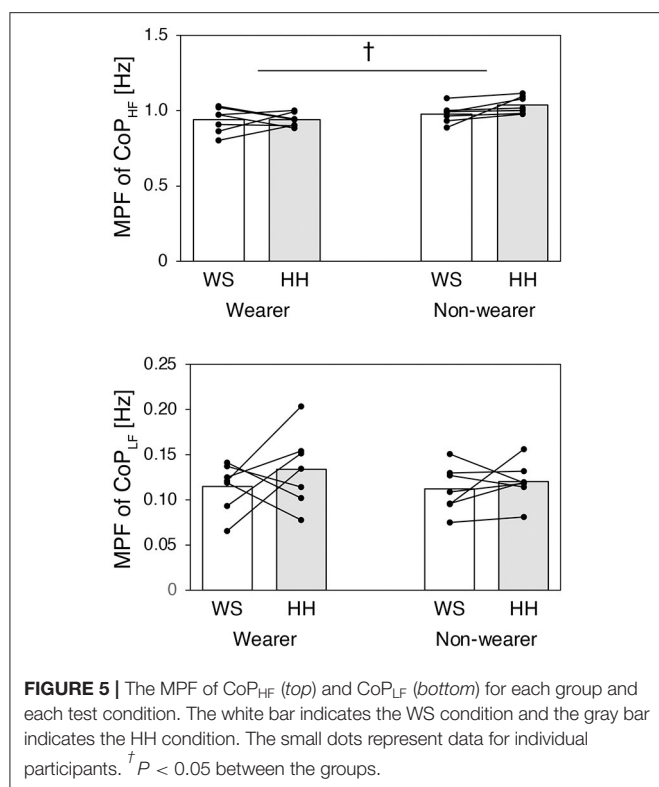 1.5
†
1.0
0.5
0
MPF of CoP_HF [Hz]
WS HH WS HH
Wearer Non-wearer
0.25
0.20
0.15
0.10
0.05
0
MPF of CoP_LF [Hz]
WS HH WS HH
Wearer Non-wearer
FIGURE 5 | The MPF of CoP_HF (top) and CoP_LF (bottom) for each group and
each test condition. The white bar indicates the WS condition and the gray bar
indicates the HH condition. The small dots represent data for individual
participants. †P < 0.05 between the groups.